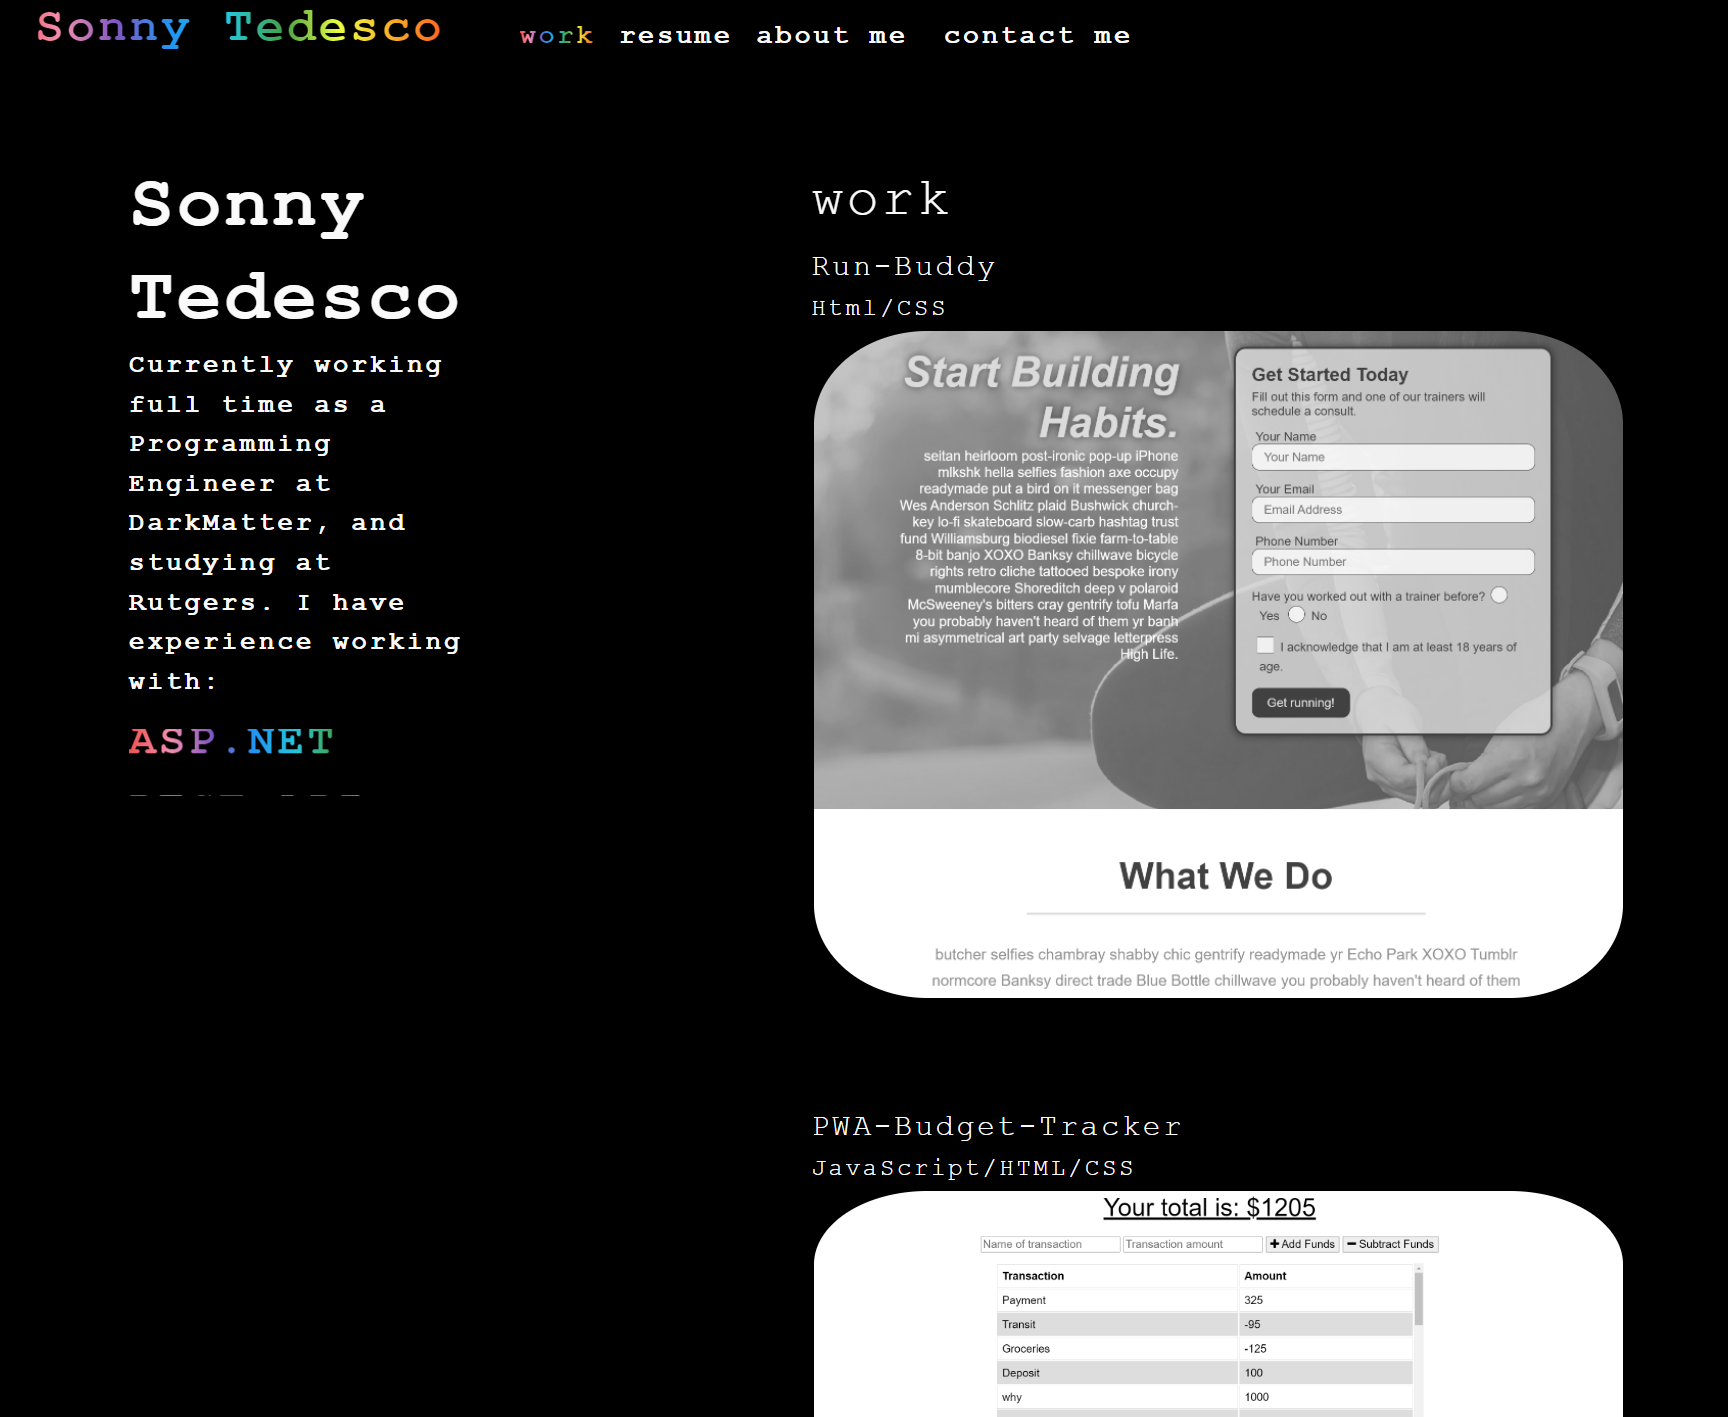 Sonny Tedesco
work resume about me contact me
Sonny
Tedesco
Currently working
full time as a
Programming
Engineer at
DarkMatter, and
studying at
Rutgers. I have
experience working
with:
ASP.NET
work
Run-Buddy
Html/CSS
Start Building
Habits.
seitan heirloom post-ironic pop-up iPhone
mlkshk hella selfies fashion axe occupy
readymade put a bird on it messenger bag
Wes Anderson Schlitz plaid Bushwick church-
key lo-fi skateboard slow-carb hashtag trust
fund Williamsburg biodiesel fixie farm-to-table
8-bit banjo XOXO Banksy chillwave bicycle
rights retro cliche tattooed bespoke irony
mumblecore Shoreditch deep v polaroid
McSweeney's bitters cray gentrify tofu Marfa
you probably haven't heard of them yr banh
mi asymmetrical art party selvage letterpress
High Life.
Get Started Today
Fill out this form and one of our trainers will
schedule a consult.
Your Name
Your Name
Your Email
Email Address
Phone Number
Phone Number
Have you worked out with a trainer before?
Yes No
I acknowledge that I am at least 18 years of
age.
Get running!
What We Do
butcher selfies chambray shabby chic gentrify readymade yr Echo Park XOXO Tumblr
normcore Banksy direct trade Blue Bottle chillwave you probably haven't heard of them
PWA-Budget-Tracker
JavaScript/HTML/CSS
Your total is: $1205
Name of transaction Transaction amount Add Funds Subtract Funds
Transaction Amount
Payment 325
Transit -95
Groceries -125
Deposit 100
why 1000